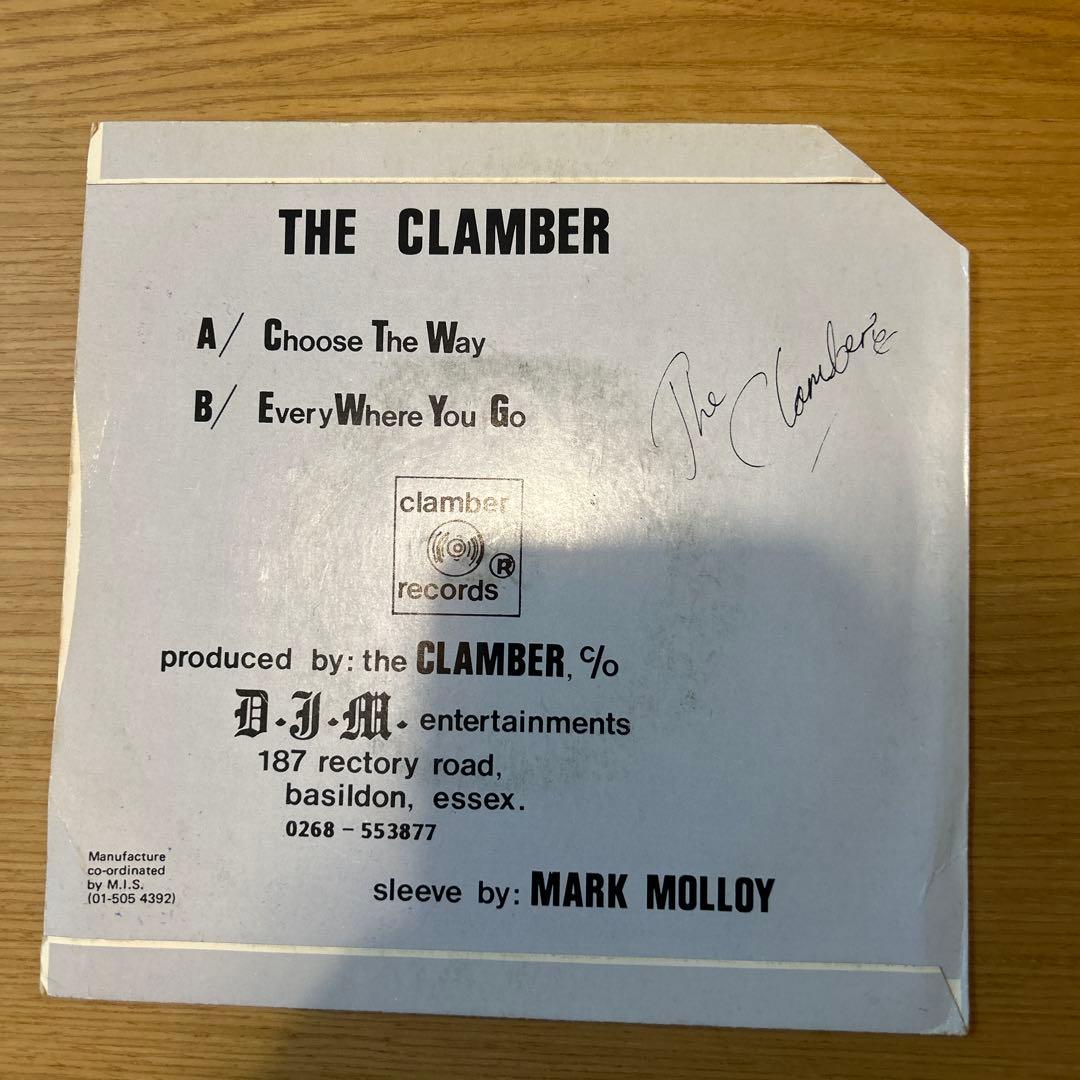 THE CLAMBER
A/ Choose The Way
B/ EveryWhere You Go
The Clamber
clamber
R
records
produced by: the CLAMBER, c/o
D.J.M. entertainments
187 rectory road,
basildon, essex.
0268 - 553877
Manufacture
co-ordinated
by M.I.S.
(01-505 4392)
sleeve by: MARK MOLLOY